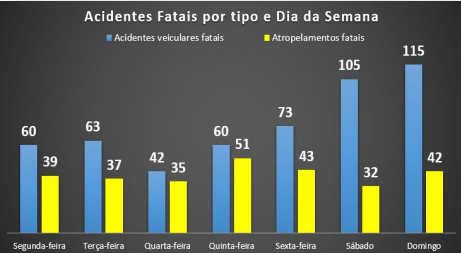 Acidentes Fatais por tipo e Dia da Semana
Acidentes veiculares fatais Atropelamentos fatais
60 39 63 37 42 35 60 51 73 43 105 32 115 42
Segunda-feira Terça-feira Quarta-feira Quinta-feira Sexta-feira Sábado Domingo